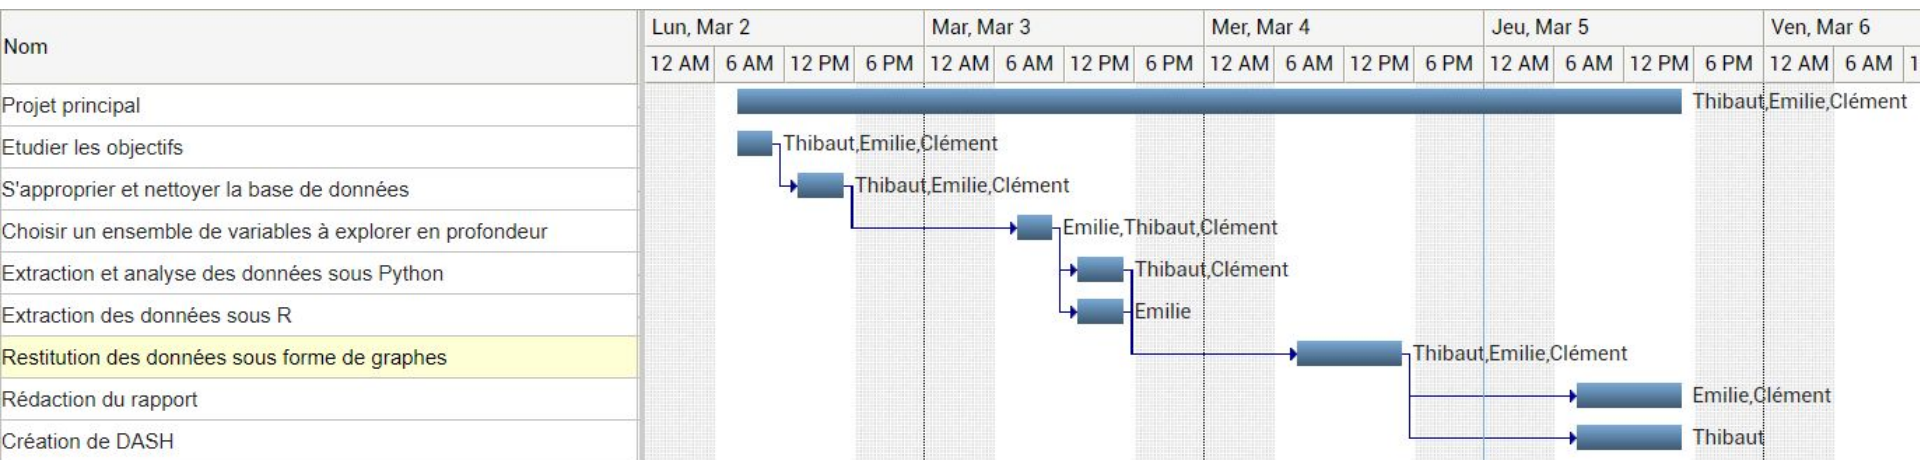 Nom
Lun, Mar 2 Mar, Mar 3 Mer, Mar 4 Jeu, Mar 5 Ven, Mar 6
12 AM 6 AM 12 PM 6 PM 12 AM 6 AM 12 PM 6 PM 12 AM 6 AM 12 PM 6 PM 12 AM 6 AM 12 PM 6 PM 12 AM 6 AM 1
Projet principal Thibaut,Emilie,Clément
Etudier les objectifs Thibaut,Emilie,Clément
S'approprier et nettoyer la base de données Thibaut,Emilie,Clément
Choisir un ensemble de variables à explorer en profondeur Emilie,Thibaut,Clément
Extraction et analyse des données sous Python Thibaut,Clément
Extraction des données sous R Emilie
Restitution des données sous forme de graphes Thibaut,Emilie,Clément
Rédaction du rapport Emilie,Clément
Création de DASH Thibaut